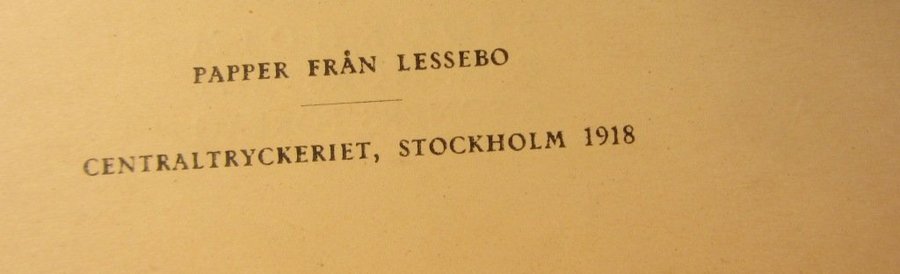 PAPPER FRÅN LESSEBO
CENTRALTRYCKERIET, STOCKHOLM 1918